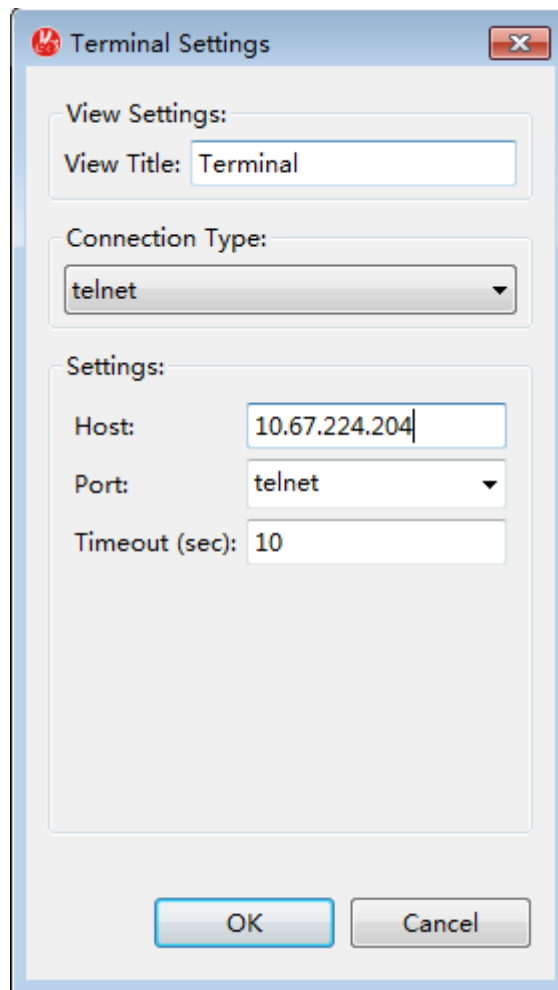 Terminal Settings
View Settings:
View Title: Terminal
Connection Type:
telnet
Settings:
Host: 10.67.224.204
Port: telnet
Timeout (sec): 10
OK Cancel